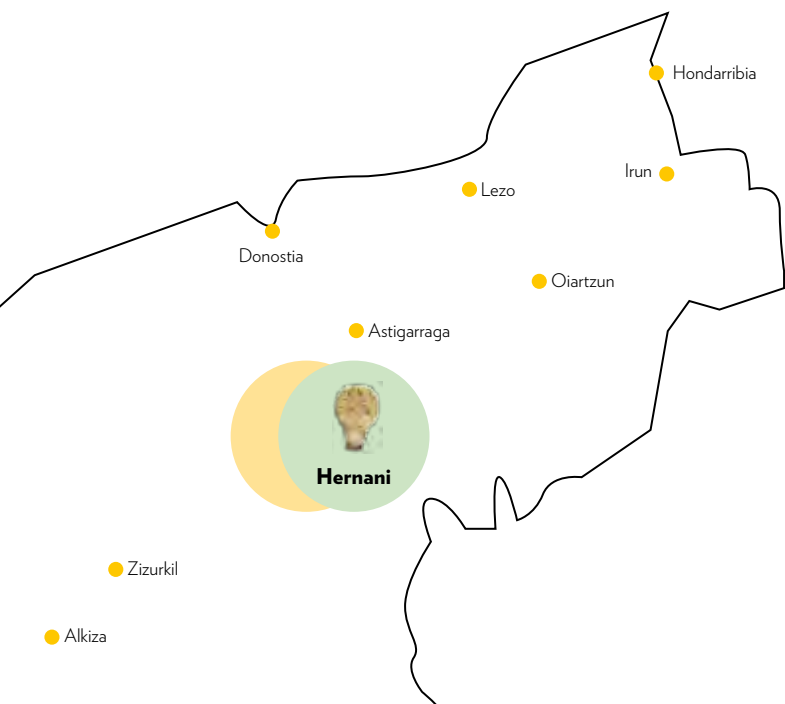 Hondarribia
Irun
Lezo
Donostia
Oiartzun
Astigarraga
Hernani
Zizurkil
Alkiza